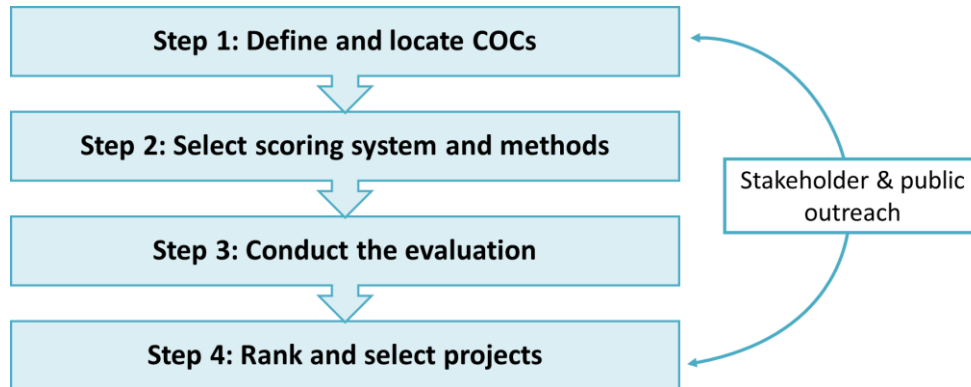 Step 1: Define and locate COCs
Step 2: Select scoring system and methods
Stakeholder & public
outreach
Step 3: Conduct the evaluation
Step 4: Rank and select projects